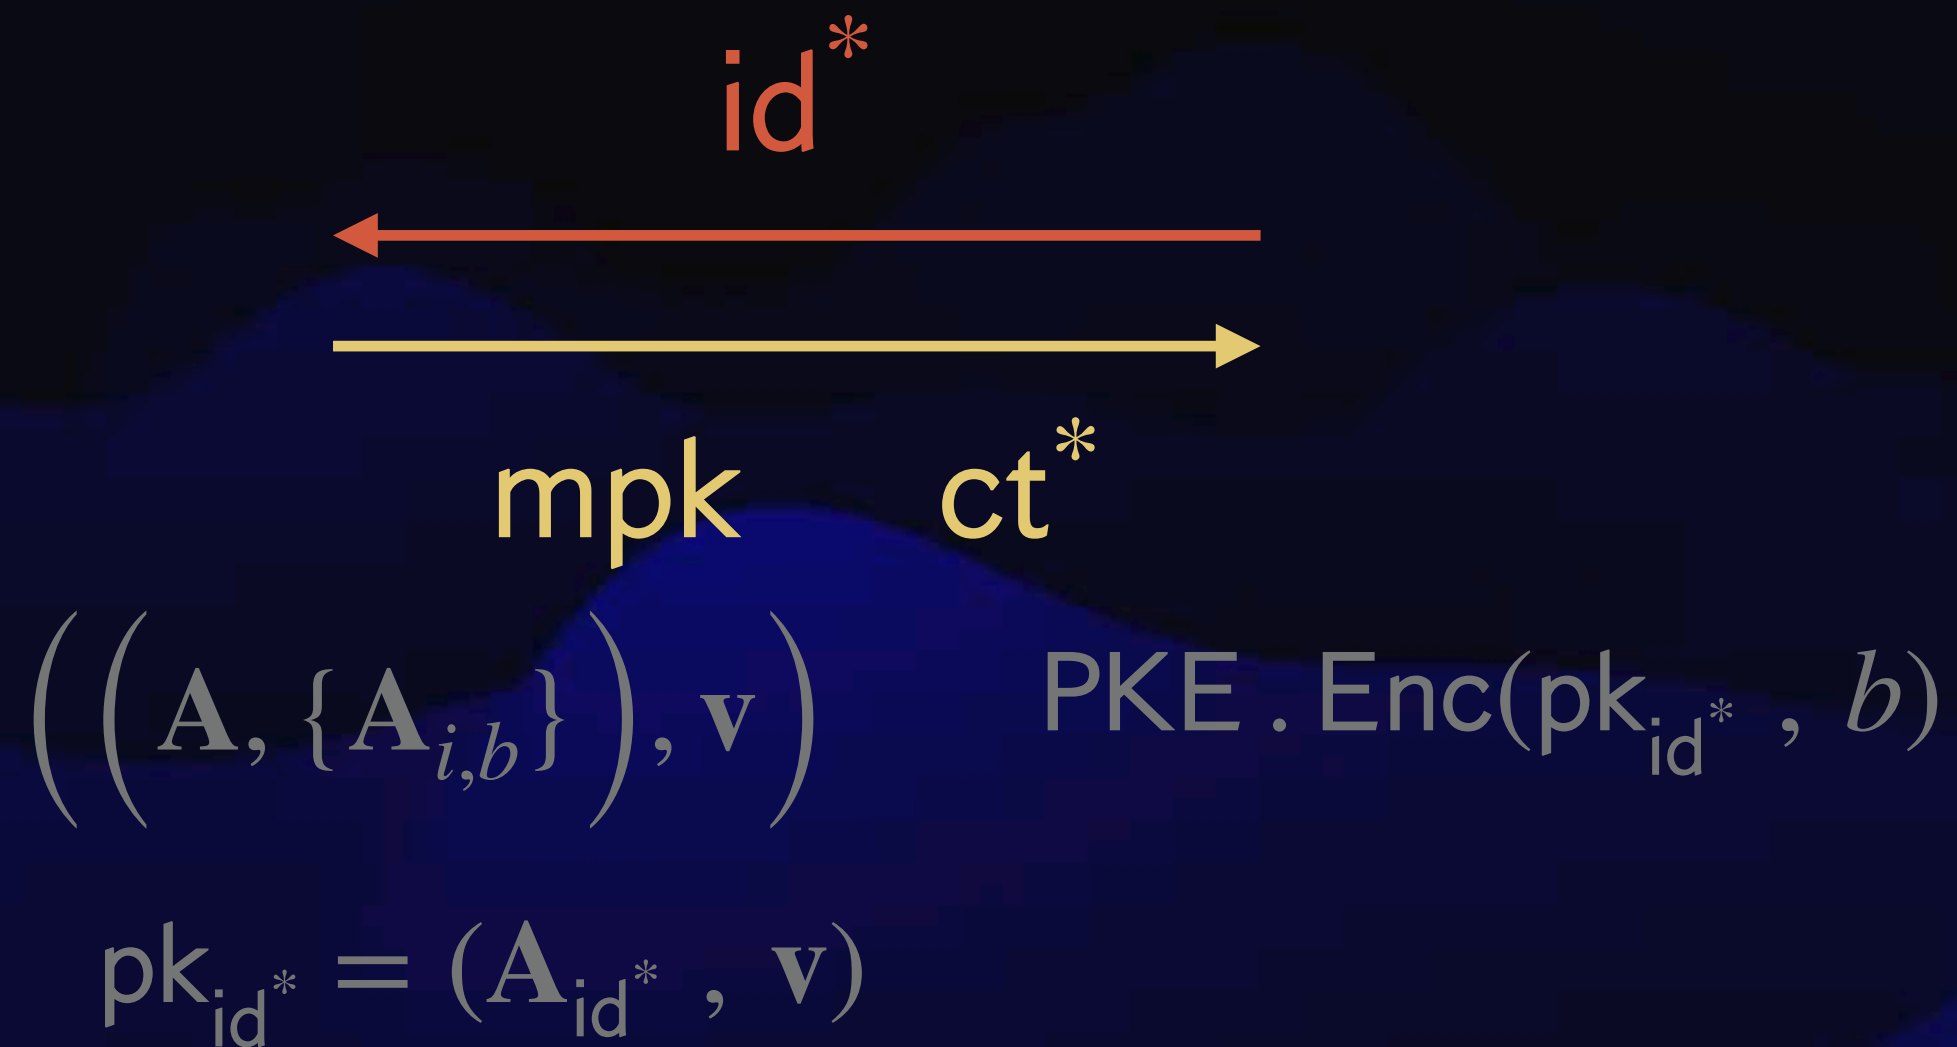 id*
mpk ct*
((A, {A_{i,b}}), v) PKE.Enc(pk_{id*}, b)
pk_{id*} = (A_{id*}, v)